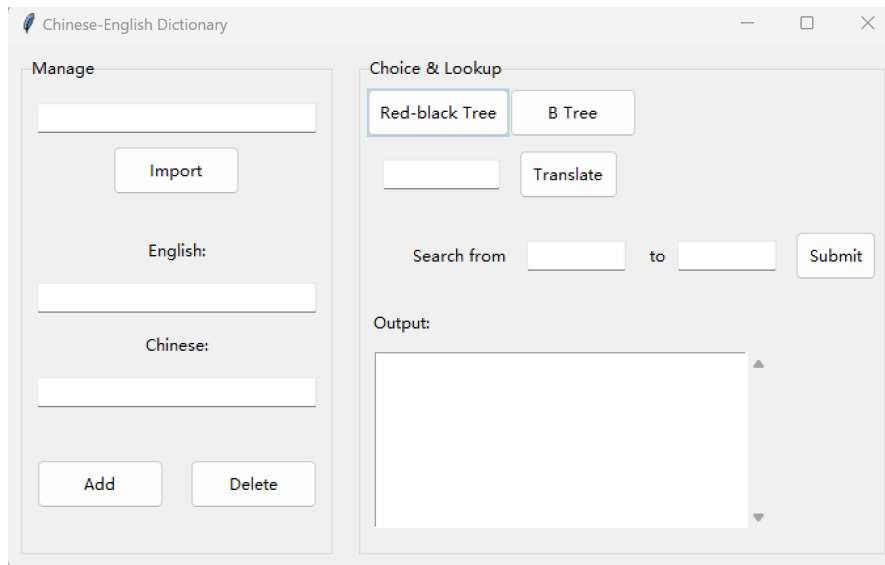 Chinese-English Dictionary
Manage
Import
English:
Chinese:
Add Delete
Choice & Lookup
Red-black Tree B Tree
Translate
Search from to Submit
Output: